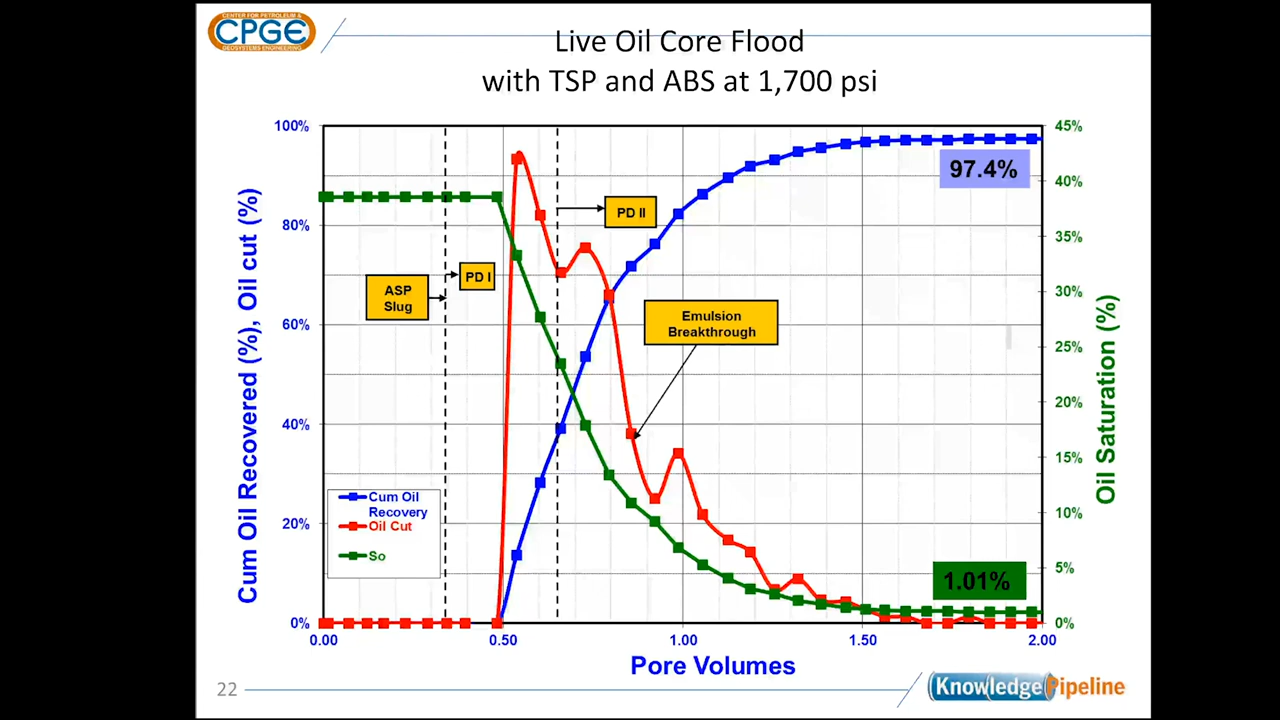 CENTER FOR PETROLEUM &
CPGE
GEOSYSTEMS ENGINEERING
Live Oil Core Flood
with TSP and ABS at 1,700 psi
Cum Oil Recovered (%), Oil cut (%)
100%
80%
60%
40%
20%
0%
45%
40%
35%
30%
25%
20%
15%
10%
5%
0%
Oil Saturation (%)
97.4%
PD II
PD I
ASP
Slug
Emulsion
Breakthrough
Cum Oil
Recovery
Oil Cut
So
1.01%
0.00
0.50
1.00
1.50
2.00
Pore Volumes
22
Knowledge Pipeline